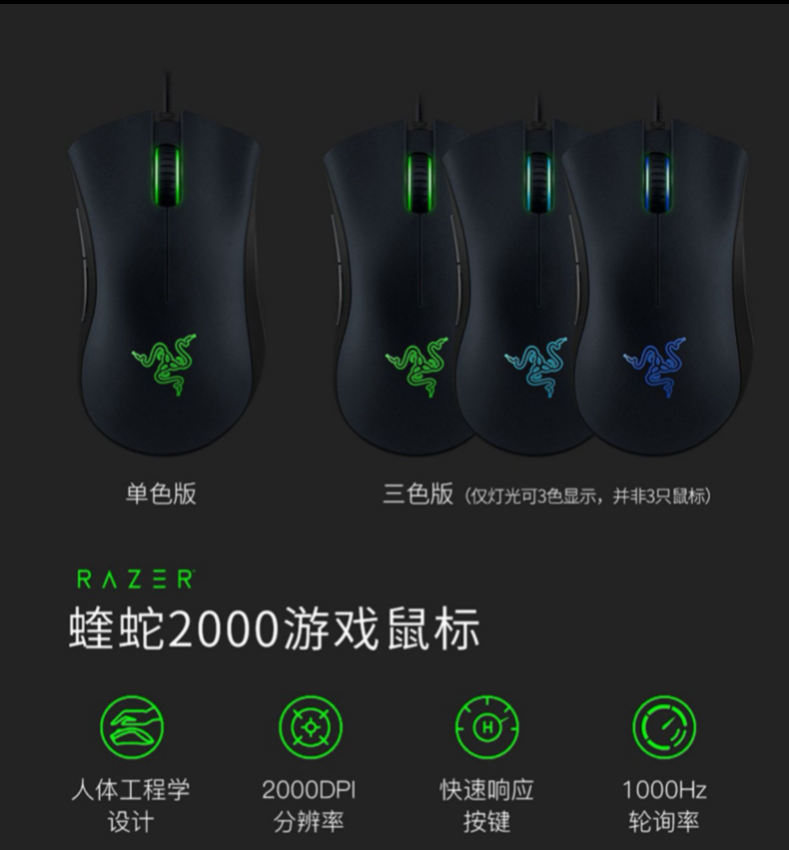 单色版
三色版(仅灯光可3色显示，并非3只鼠标)
RAZER
蝰蛇2000游戏鼠标
人体工程学
设计
2000DPI
分辨率
快速响应
按键
1000Hz
轮询率